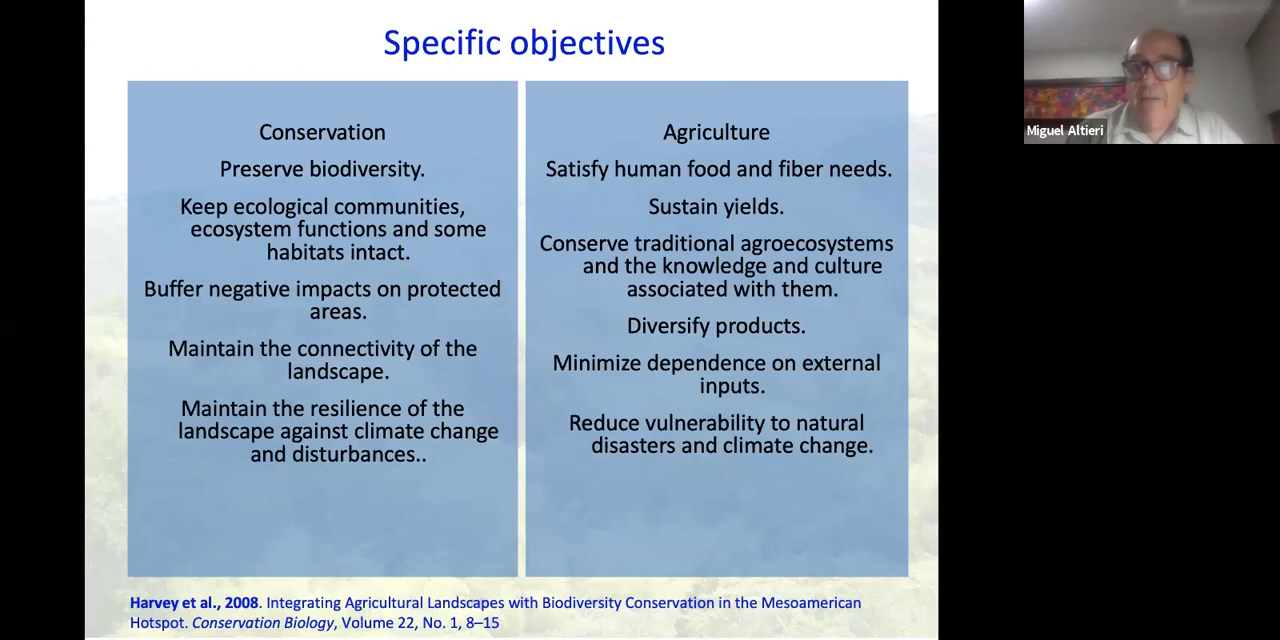 Specific objectives
Conservation
Preserve biodiversity.
Keep ecological communities,
ecosystem functions and some
habitats intact.
Buffer negative impacts on protected
areas.
Maintain the connectivity of the
landscape.
Maintain the resilience of the
landscape against climate change
and disturbances..
Agriculture
Satisfy human food and fiber needs.
Sustain yields.
Conserve traditional agroecosystems
and the knowledge and culture
associated with them.
Diversify products.
Minimize dependence on external
inputs.
Reduce vulnerability to natural
disasters and climate change.
Harvey et al., 2008. Integrating Agricultural Landscapes with Biodiversity Conservation in the Mesoamerican
Hotspot. Conservation Biology, Volume 22, No. 1, 8–15
Miguel Altieri